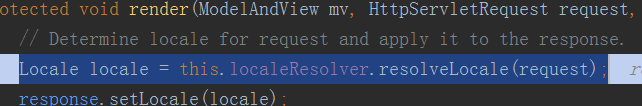 otected void render(ModelAndView mv, HttpServletRequest request,
// Determine locale for request and apply it to the response.
Locale locale = this.localeResolver.resolveLocale(request);
response.setLocale(locale);